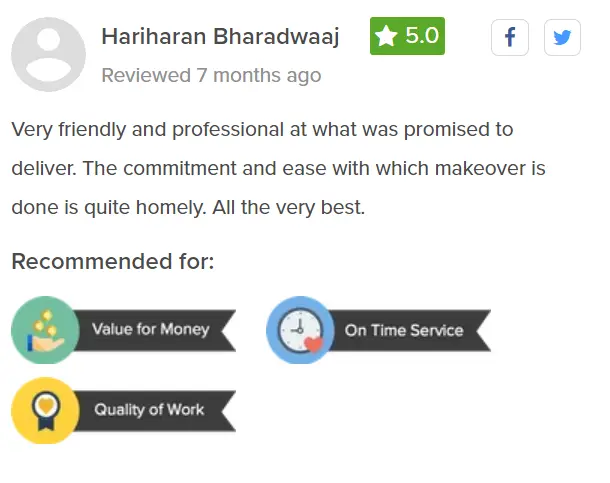 Hariharan Bharadwaaj
5.0
f
Reviewed 7 months ago
Very friendly and professional at what was promised to
deliver. The commitment and ease with which makeover is
done is quite homely. All the very best.
Recommended for:
Value for Money
On Time Service
Quality of Work